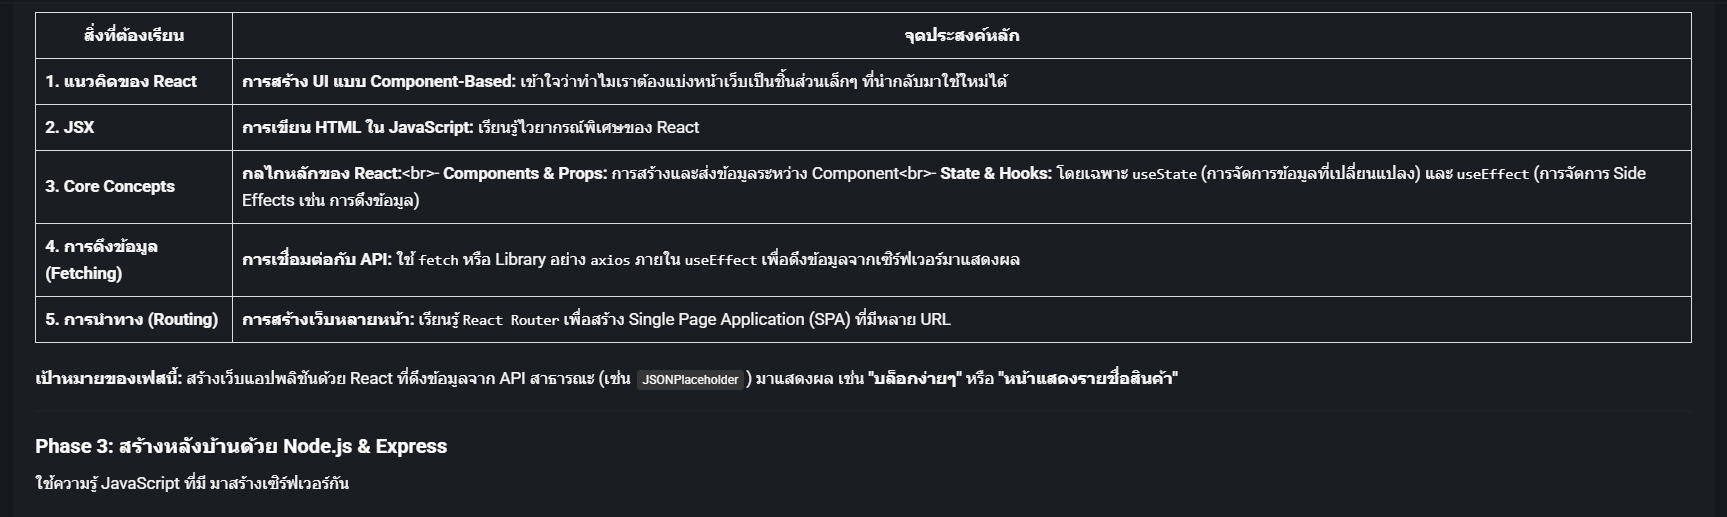 สิ่งที่ต้องเรียน จุดประสงค์หลัก
1. แนวคิดของ React การสร้าง UI แบบ Component-Based: เข้าใจว่าทำไมเราต้องแบ่งหน้าเว็บเป็นชิ้นส่วนเล็กๆ ที่นำกลับมาใช้ใหม่ได้
2. JSX การเขียน HTML ใน JavaScript: เรียนรู้ไวยากรณ์พิเศษของ React
3. Core Concepts กลไกหลักของ React:<br>- Components & Props: การสร้างและส่งข้อมูลระหว่าง Component<br>- State & Hooks: โดยเฉพาะ useState (การจัดการข้อมูลที่เปลี่ยนแปลง) และ useEffect (การจัดการ Side
Effects เช่น การดึงข้อมูล)
4. การดึงข้อมูล
(Fetching) การเชื่อมต่อกับ API: ใช้ fetch หรือ Library อย่าง axios ภายใน useEffect เพื่อดึงข้อมูลจากเซิร์ฟเวอร์มาแสดงผล
5. การนำทาง (Routing) การสร้างเว็บหลายหน้า: เรียนรู้ React Router เพื่อสร้าง Single Page Application (SPA) ที่มีหลาย URL
เป้าหมายของเฟสนี้: สร้างเว็บแอปพลิชันด้วย React ที่ดึงข้อมูลจาก API สาธารณะ (เช่น JSONPlaceholder) มาแสดงผล เช่น "บล็อกง่ายๆ" หรือ "หน้าแสดงรายชื่อสินค้า"
Phase 3: สร้างหลังบ้านด้วย Node.js & Express
ใช้ความรู้ JavaScript ที่มี มาสร้างเซิร์ฟเวอร์กัน